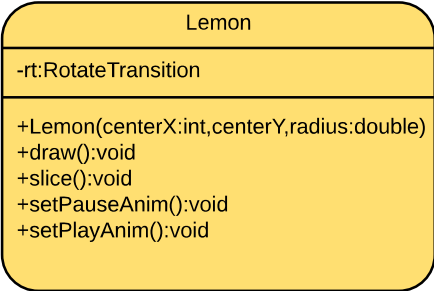 Lemon
-rt:RotateTransition
+Lemon(centerX:int,centerY,radius:double)
+draw():void
+slice():void
+setPauseAnim():void
+setPlayAnim():void